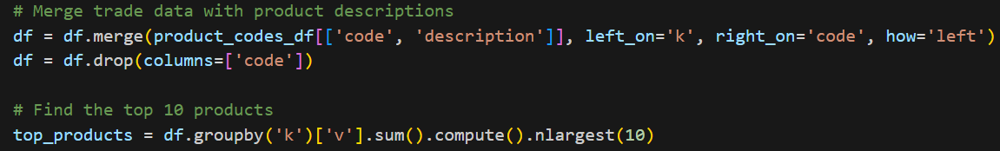 # Merge trade data with product descriptions
df = df.merge(product_codes_df[['code', 'description']], left_on='k', right_on='code', how='left')
df = df.drop(columns=['code'])
# Find the top 10 products
top_products = df.groupby('k')['v'].sum().compute().nlargest(10)